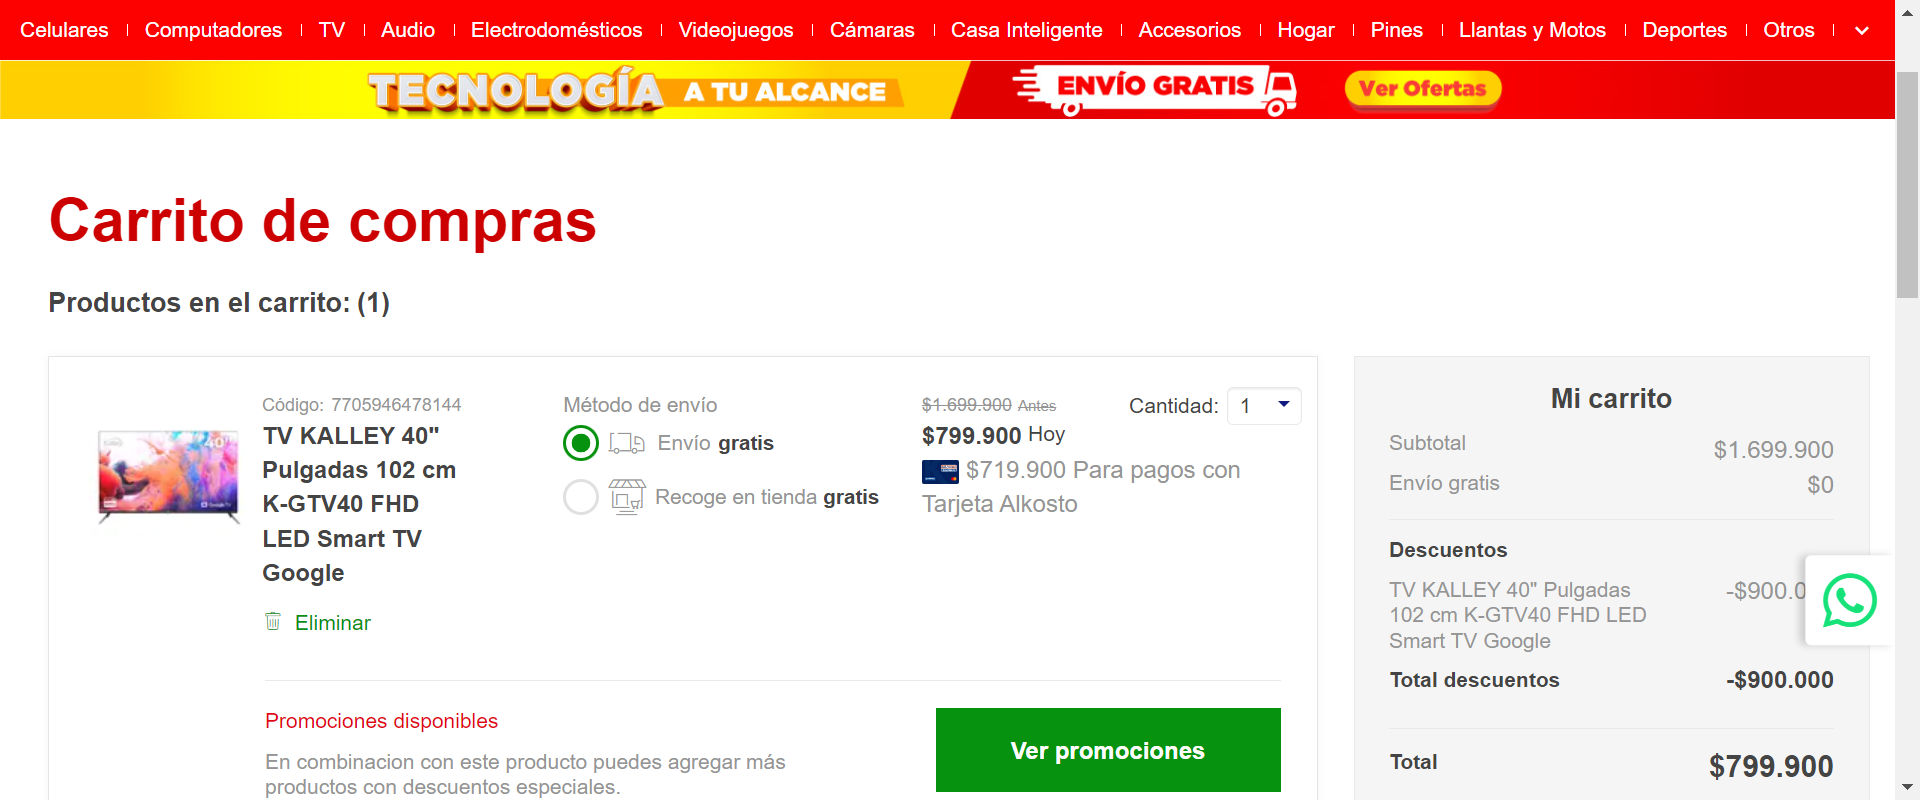 Celulares Computadores TV Audio Electrodomésticos Videojuegos Cámaras Casa Inteligente Accesorios Hogar Pines Llantas y Motos Deportes Otros
TECNOLOGÍA A TU ALCANCE ENVÍO GRATIS Ver Ofertas
Carrito de compras
Productos en el carrito: (1)
Código: 7705946478144
TV KALLEY 40" Pulgadas 102 cm K-GTV40 FHD LED Smart TV Google
Eliminar
Método de envío
Envío gratis
Recoge en tienda gratis
$1.699.900 Antes
$799.900 Hoy
$719.900 Para pagos con
Tarjeta Alkosto
Cantidad: 1
Promociones disponibles
En combinacion con este producto puedes agregar más
productos con descuentos especiales.
Ver promociones
Mi carrito
Subtotal $1.699.900
Envío gratis $0
Descuentos
TV KALLEY 40" Pulgadas -$900.0
102 cm K-GTV40 FHD LED
Smart TV Google
Total descuentos -$900.000
Total $799.900